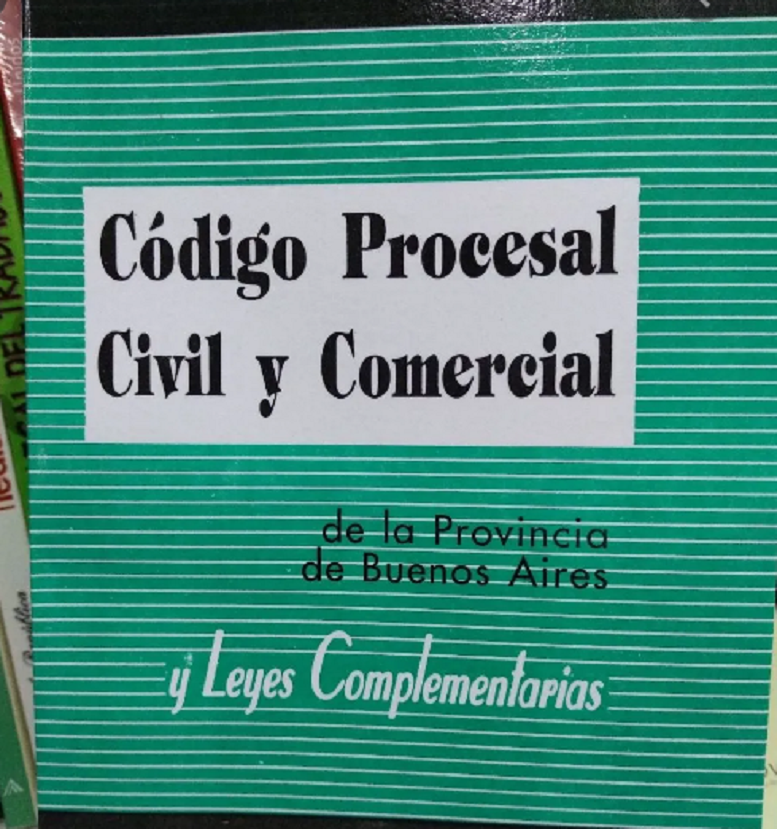 Código Procesal
Civil y Comercial
de la Provincia
de Buenos Aires
y Leyes Complementarias